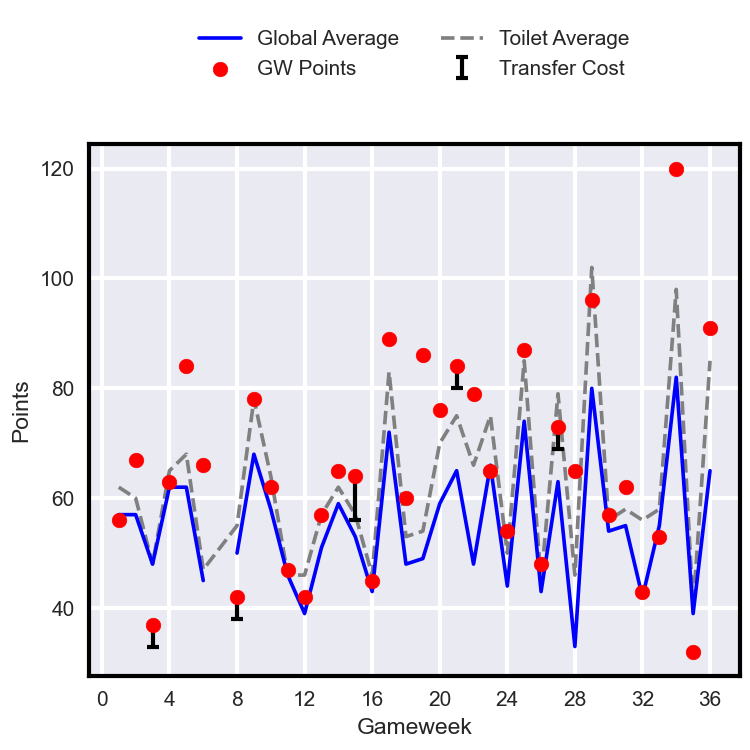 Global Average Toilet Average
GW Points Transfer Cost
120
100
80
60
40
Points
0 4 8 12 16 20 24 28 32 36
Gameweek